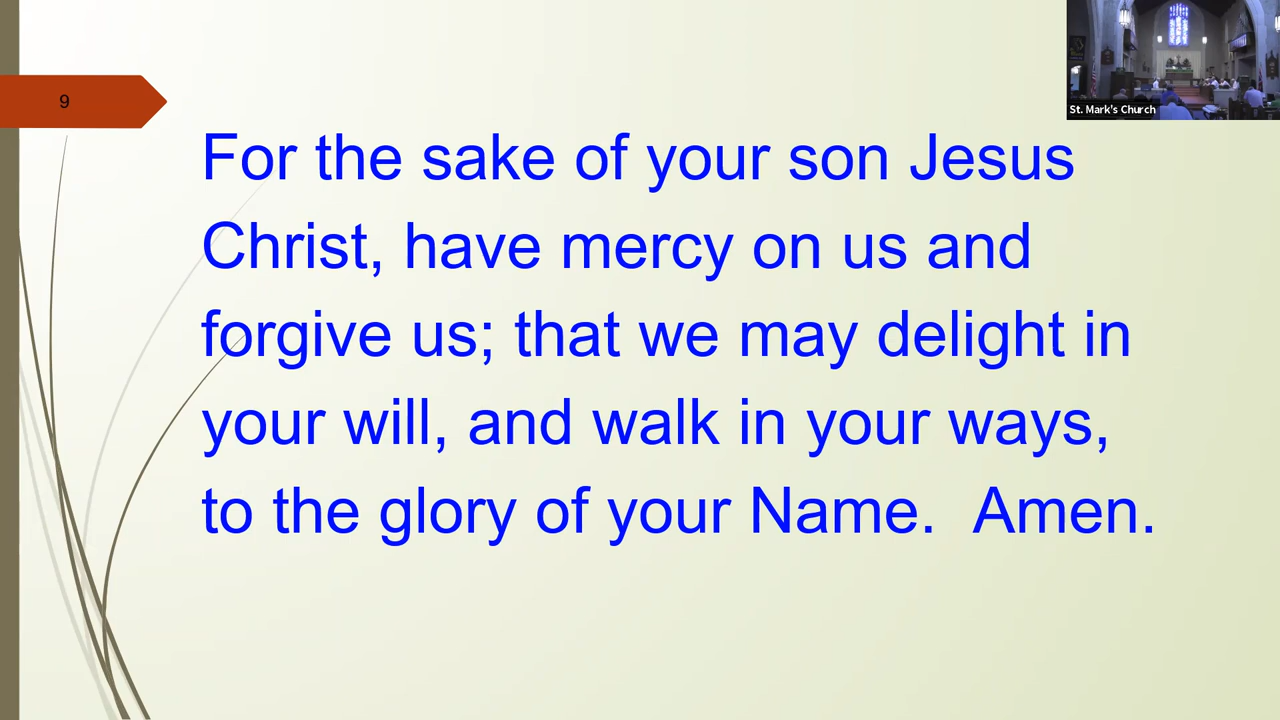 9
St. Mark's Church
For the sake of your son Jesus
Christ, have mercy on us and
forgive us; that we may delight in
your will, and walk in your ways,
to the glory of your Name.  Amen.